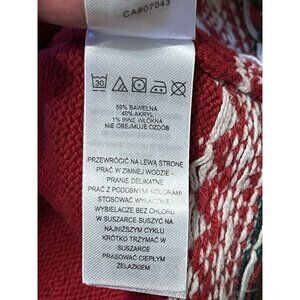 CA#07043
30
59% BAWEŁNA
40% AKRYL
1% INNE WŁÓKNA
NIE OBEJMUJE OZDÓB
PRZEWRÓCIĆ NA LEWĄ STRONĘ
PRAĆ W ZIMNEJ WODZIE –
PRANIE DELIKATNE
PRAĆ Z PODOBNYMI KOLORAMI
STOSOWAĆ WYŁĄCZNIE
WYBIELACZE BEZ CHLORU
W SUSZARCE SUSZYĆ NA
NAJNIŻSZYM CYKLU
KRÓTKO TRZYMAĆ W
SUSZARCE
PRASOWAĆ CIEPŁYM
ŻELAZKIEM